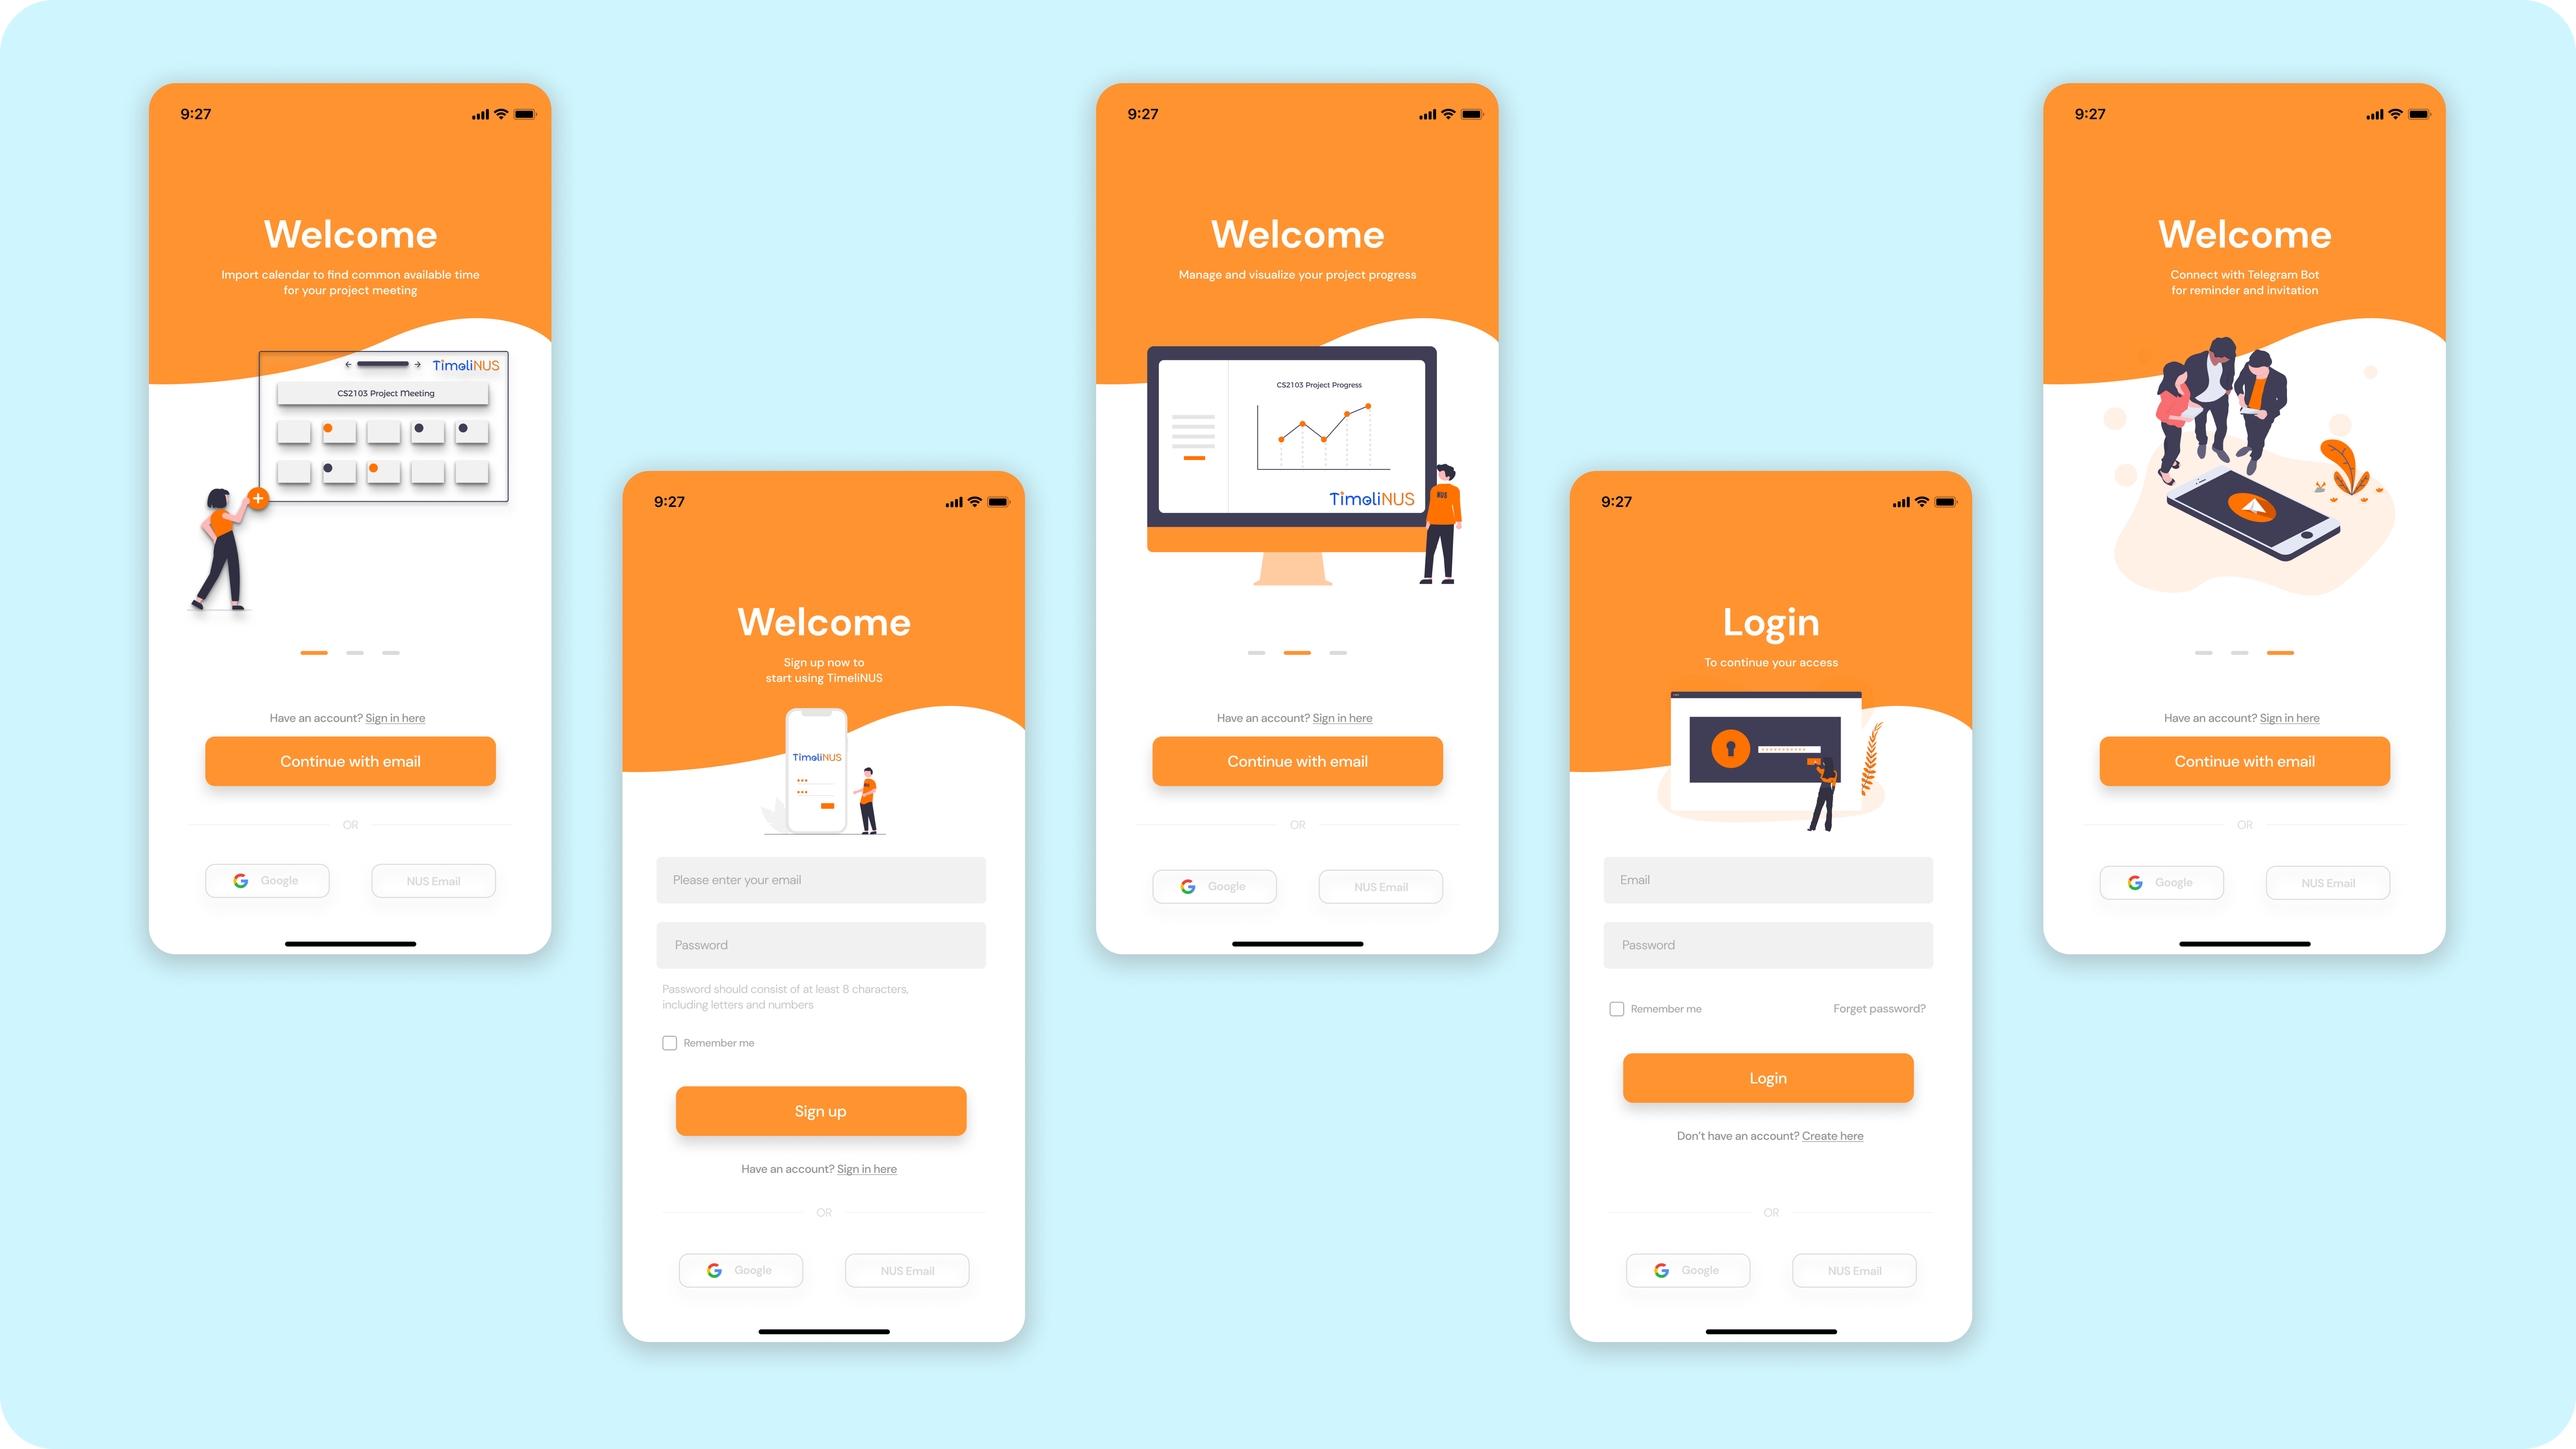 9:27
Welcome
Import calendar to find common available time
for your project meeting
TimeliNUS
CS2103 Project Meeting
Have an account? Sign in here
Continue with email
OR
Google
NUS Email
9:27
Welcome
Sign up now to
start using TimeliNUS
TimeliNUS
Please enter your email
Password
Password should consist of at least 8 characters,
including letters and numbers
Remember me
Sign up
Have an account? Sign in here
OR
Google
NUS Email
9:27
Welcome
Manage and visualize your project progress
CS2103 Project Progress
TimeliNUS
NUS
Have an account? Sign in here
Continue with email
OR
Google
NUS Email
9:27
Login
To continue your access
Email
Password
Remember me
Forget password?
Login
Don't have an account? Create here
OR
Google
NUS Email
9:27
Welcome
Connect with Telegram Bot
for reminder and invitation
Have an account? Sign in here
Continue with email
OR
Google
NUS Email